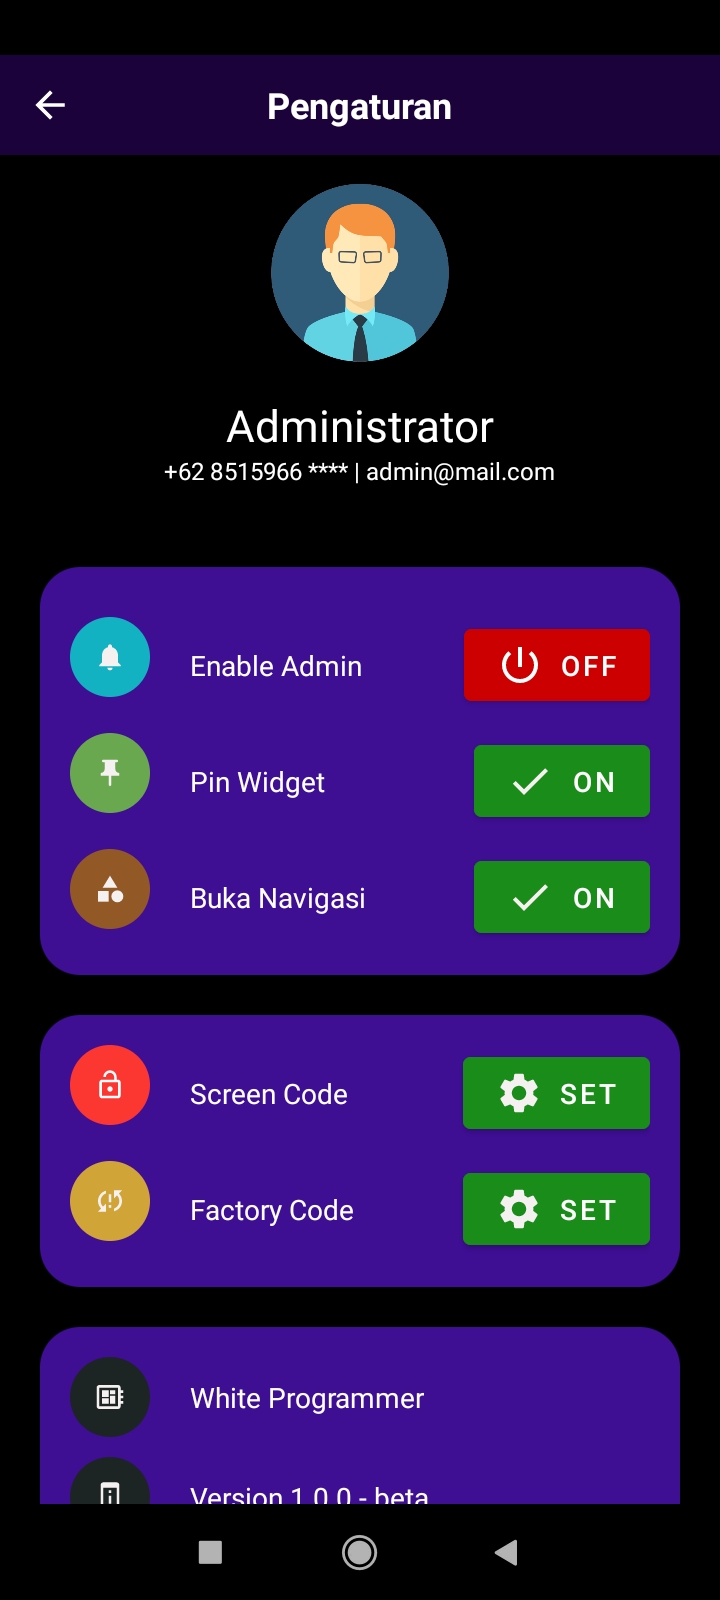 Pengaturan
Administrator
+62 8515966 **** | admin@mail.com
Enable Admin
OFF
Pin Widget
ON
Buka Navigasi
ON
Screen Code
SET
Factory Code
SET
White Programmer
Version 1.0.0 - beta